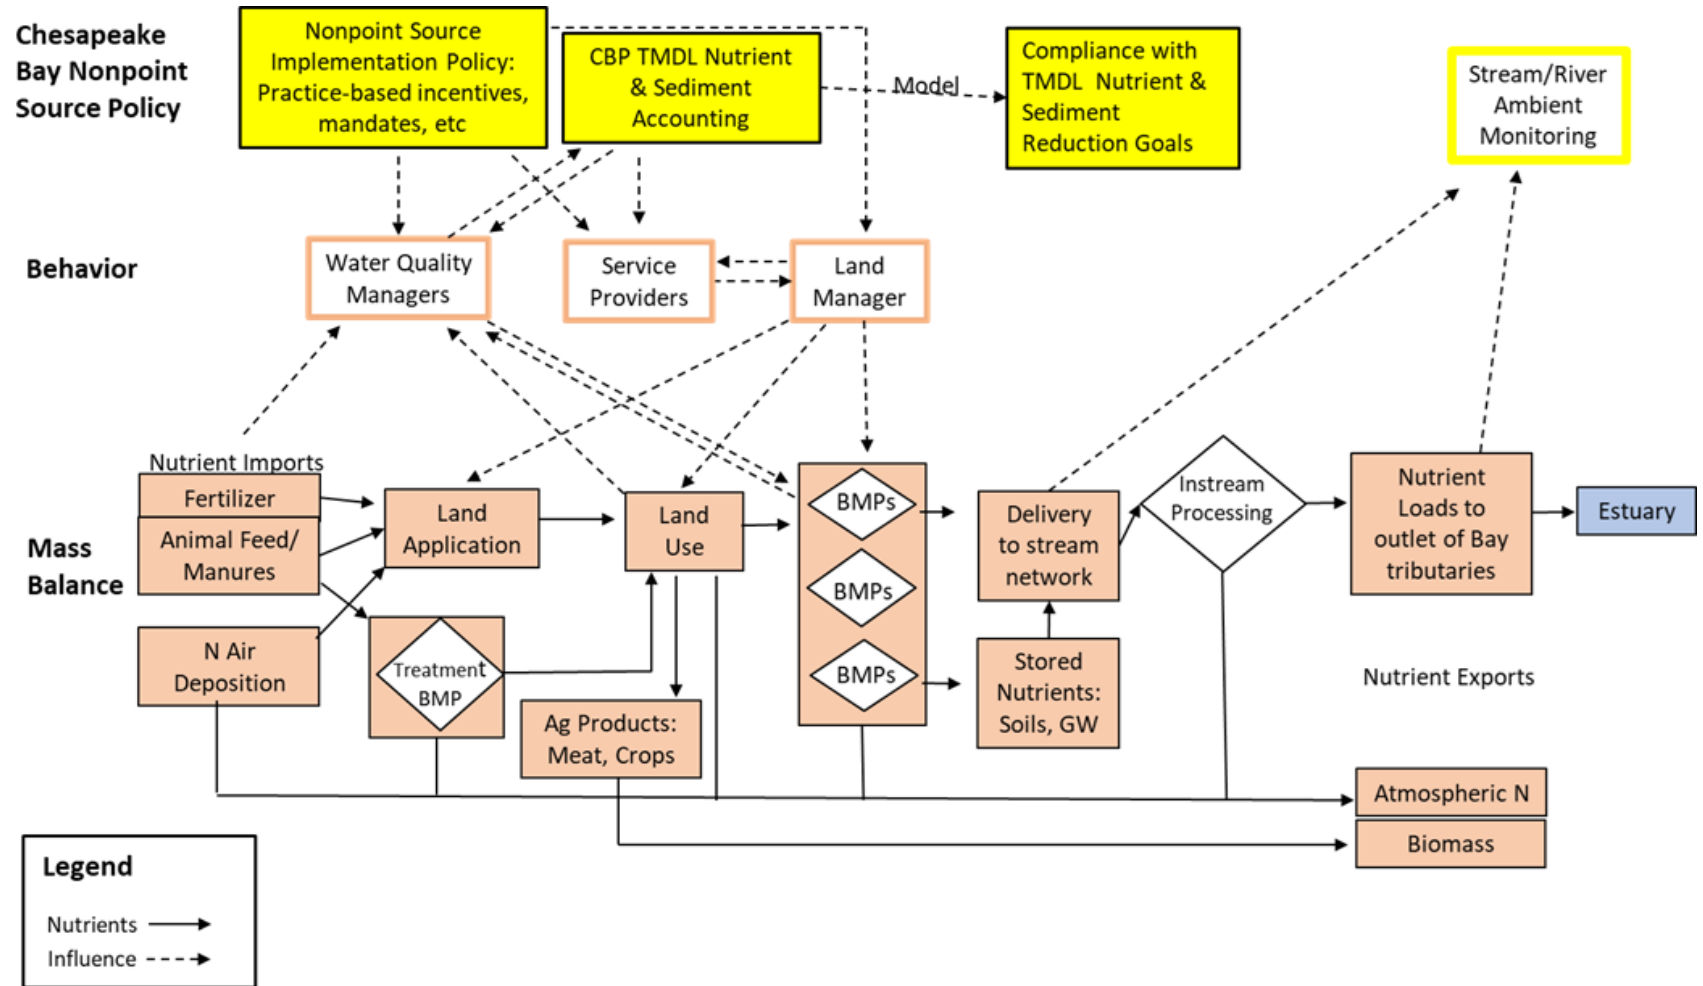 Chesapeake
Bay Nonpoint
Source Policy
Nonpoint Source
Implementation Policy:
Practice-based incentives,
mandates, etc
CBP TMDL Nutrient
& Sediment
Accounting
Model
Compliance with
TMDL Nutrient &
Sediment
Reduction Goals
Stream/River
Ambient
Monitoring
Behavior
Water Quality
Managers
Service
Providers
Land
Manager
Mass
Balance
Nutrient Imports
Fertilizer
Animal Feed/
Manures
N Air
Deposition
Land
Application
Treatment
BMP
Land
Use
Ag Products:
Meat, Crops
BMPs
BMPs
BMPs
Delivery
to stream
network
Stored
Nutrients:
Soils, GW
Instream
Processing
Nutrient
Loads to
outlet of Bay
tributaries
Estuary
Nutrient Exports
Atmospheric N
Biomass
Legend
Nutrients
Influence